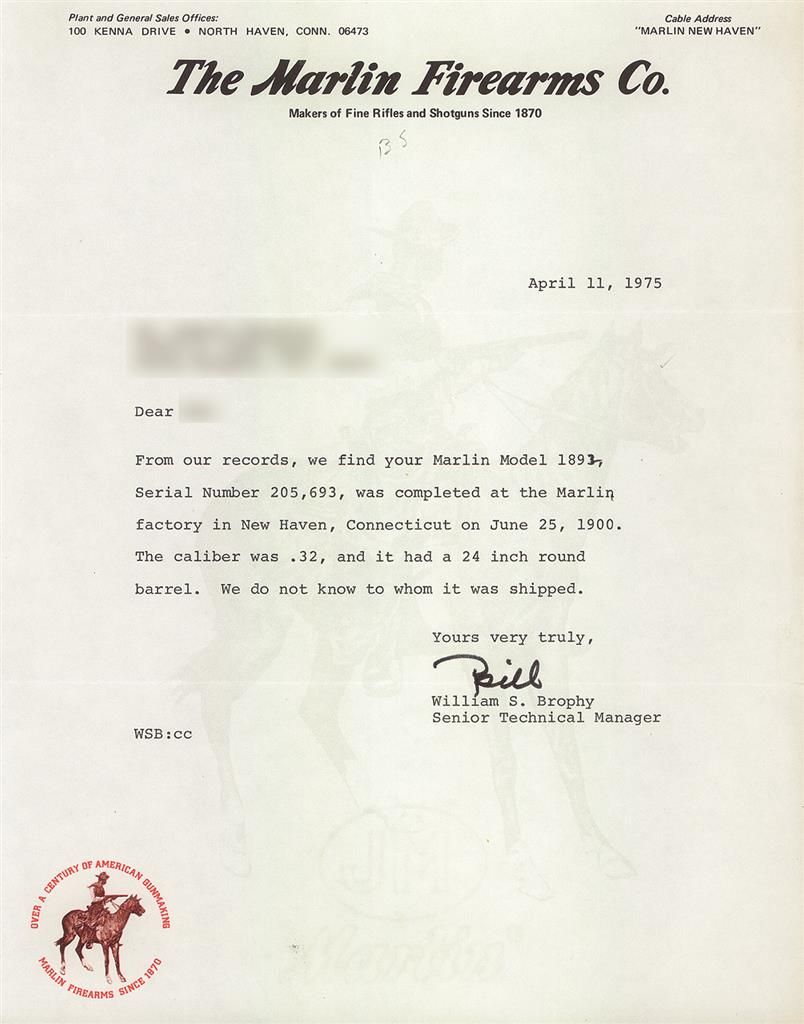 Plant and General Sales Offices:
100 KENNA DRIVE • NORTH HAVEN, CONN. 06473
Cable Address
"MARLIN NEW HAVEN"
The Marlin Firearms Co.
Makers of Fine Rifles and Shotguns Since 1870
BS
April 11, 1975
Dear
From our records, we find your Marlin Model 1893,
Serial Number 205,693, was completed at the Marlin
factory in New Haven, Connecticut on June 25, 1900.
The caliber was .32, and it had a 24 inch round
barrel. We do not know to whom it was shipped.
Yours very truly,
Bill
William S. Brophy
Senior Technical Manager
WSB:cc
OVER A CENTURY OF AMERICAN GUNMAKING
MARLIN FIREARMS SINCE 1870